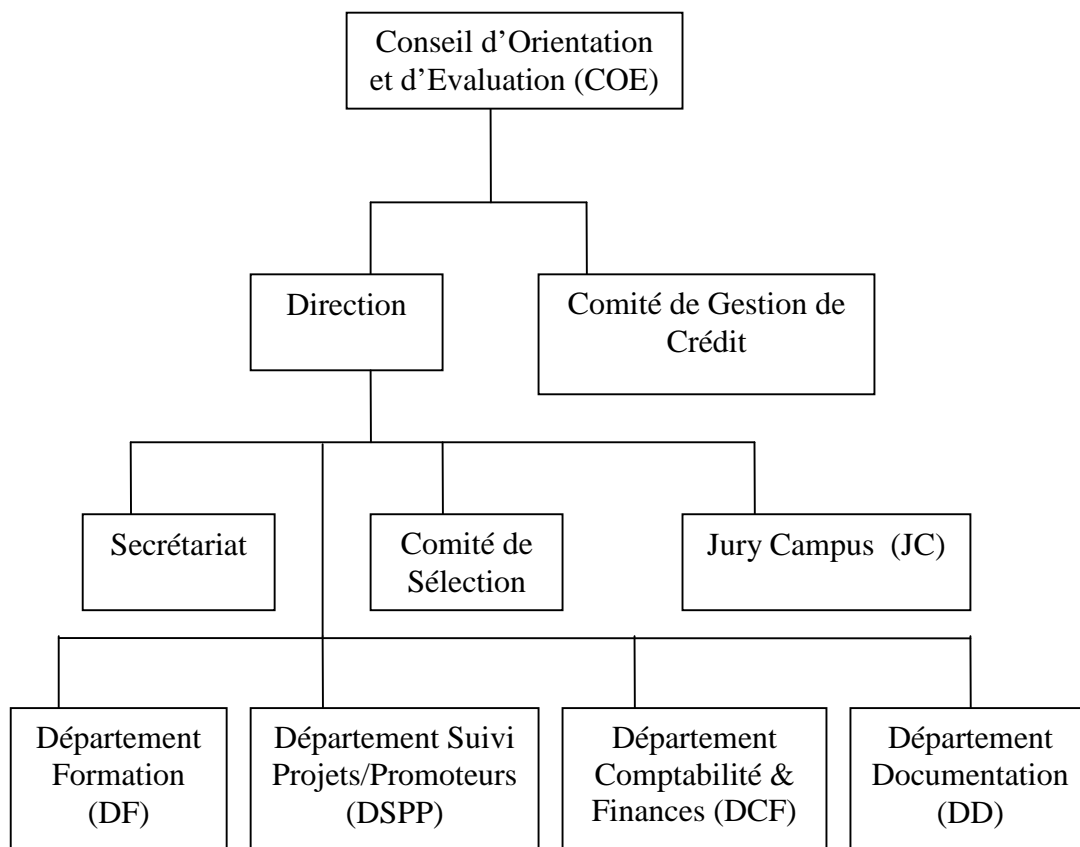 Conseil d’Orientation
et d’Evaluation (COE)
Direction
Comité de Gestion de
Crédit
Secrétariat
Comité de
Sélection
Jury Campus  (JC)
Département
Formation
(DF)
Département Suivi
Projets/Promoteurs
(DSPP)
Département
Comptabilité &
Finances (DCF)
Département
Documentation
(DD)